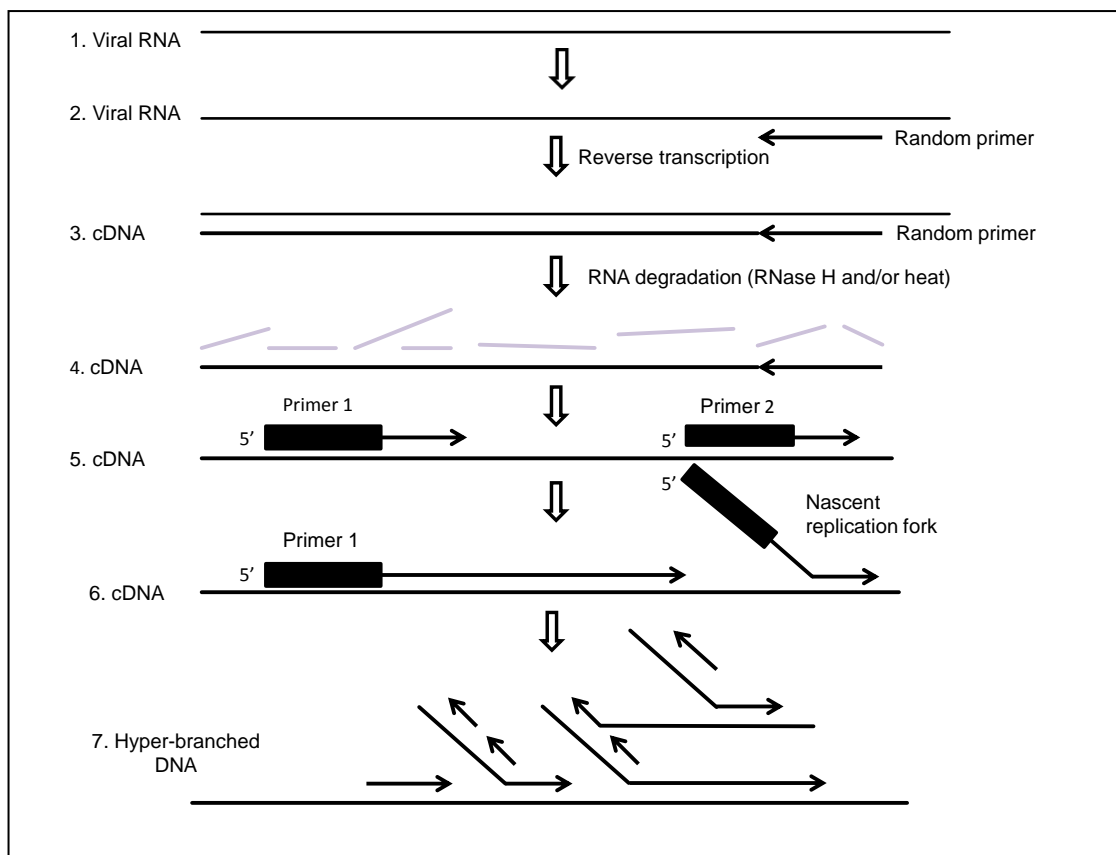 1. Viral RNA
2. Viral RNA
Random primer
Reverse transcription
3. cDNA
Random primer
RNA degradation (RNase H and/or heat)
4. cDNA
Primer 1
Primer 2
5’
5’
5. cDNA
5’
Nascent
replication fork
Primer 1
5’
6. cDNA
7. Hyper-branched
DNA